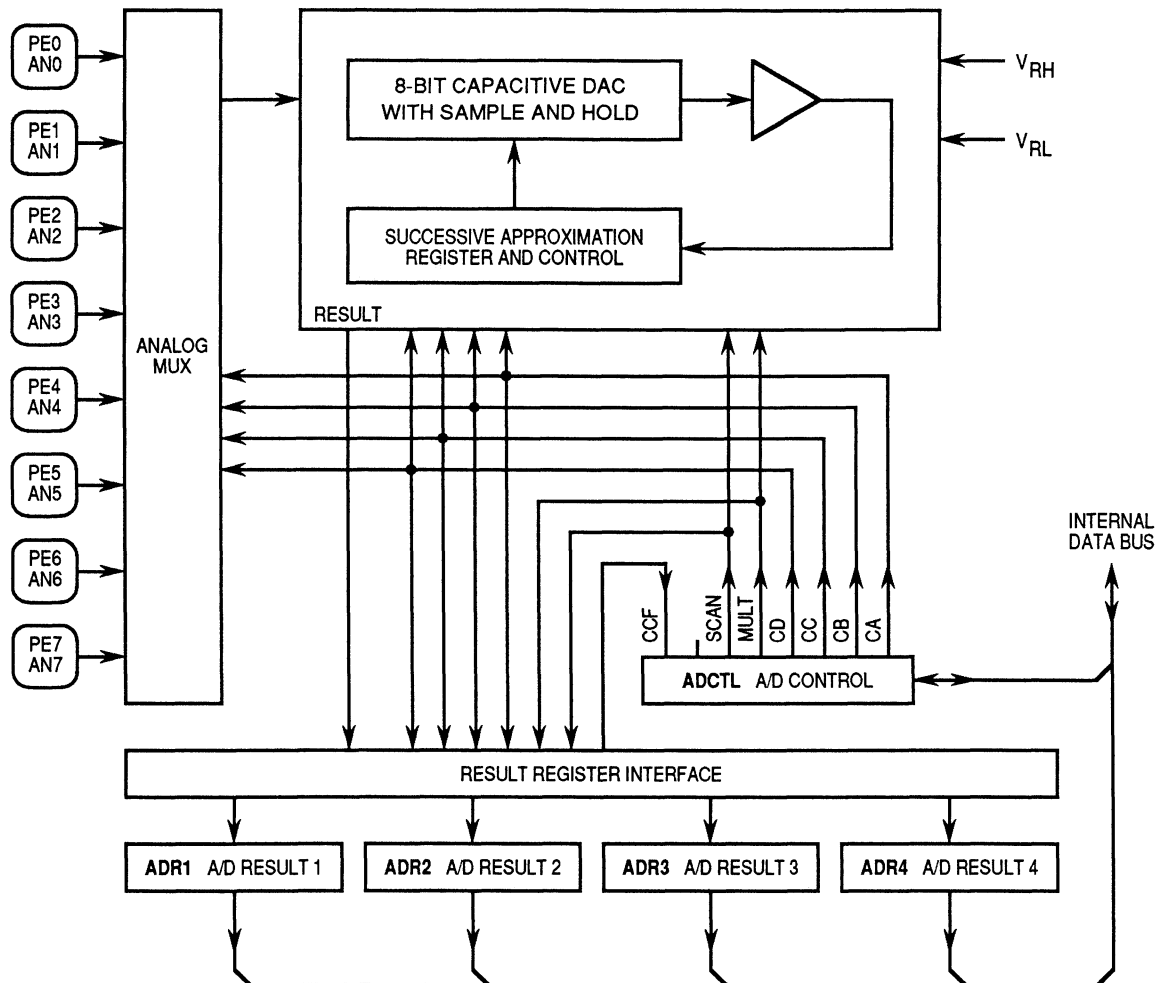 PE0
AN0
PE1
AN1
PE2
AN2
PE3
AN3
PE4
AN4
PE5
AN5
PE6
AN6
PE7
AN7
ANALOG
MUX
8-BIT CAPACITIVE DAC
WITH SAMPLE AND HOLD
SUCCESSIVE APPROXIMATION
REGISTER AND CONTROL
RESULT
VRH
VRL
INTERNAL
DATA BUS
CCF
SCAN
MULT
CD
CC
CB
CA
ADCTL A/D CONTROL
RESULT REGISTER INTERFACE
ADR1 A/D RESULT 1
ADR2 A/D RESULT 2
ADR3 A/D RESULT 3
ADR4 A/D RESULT 4